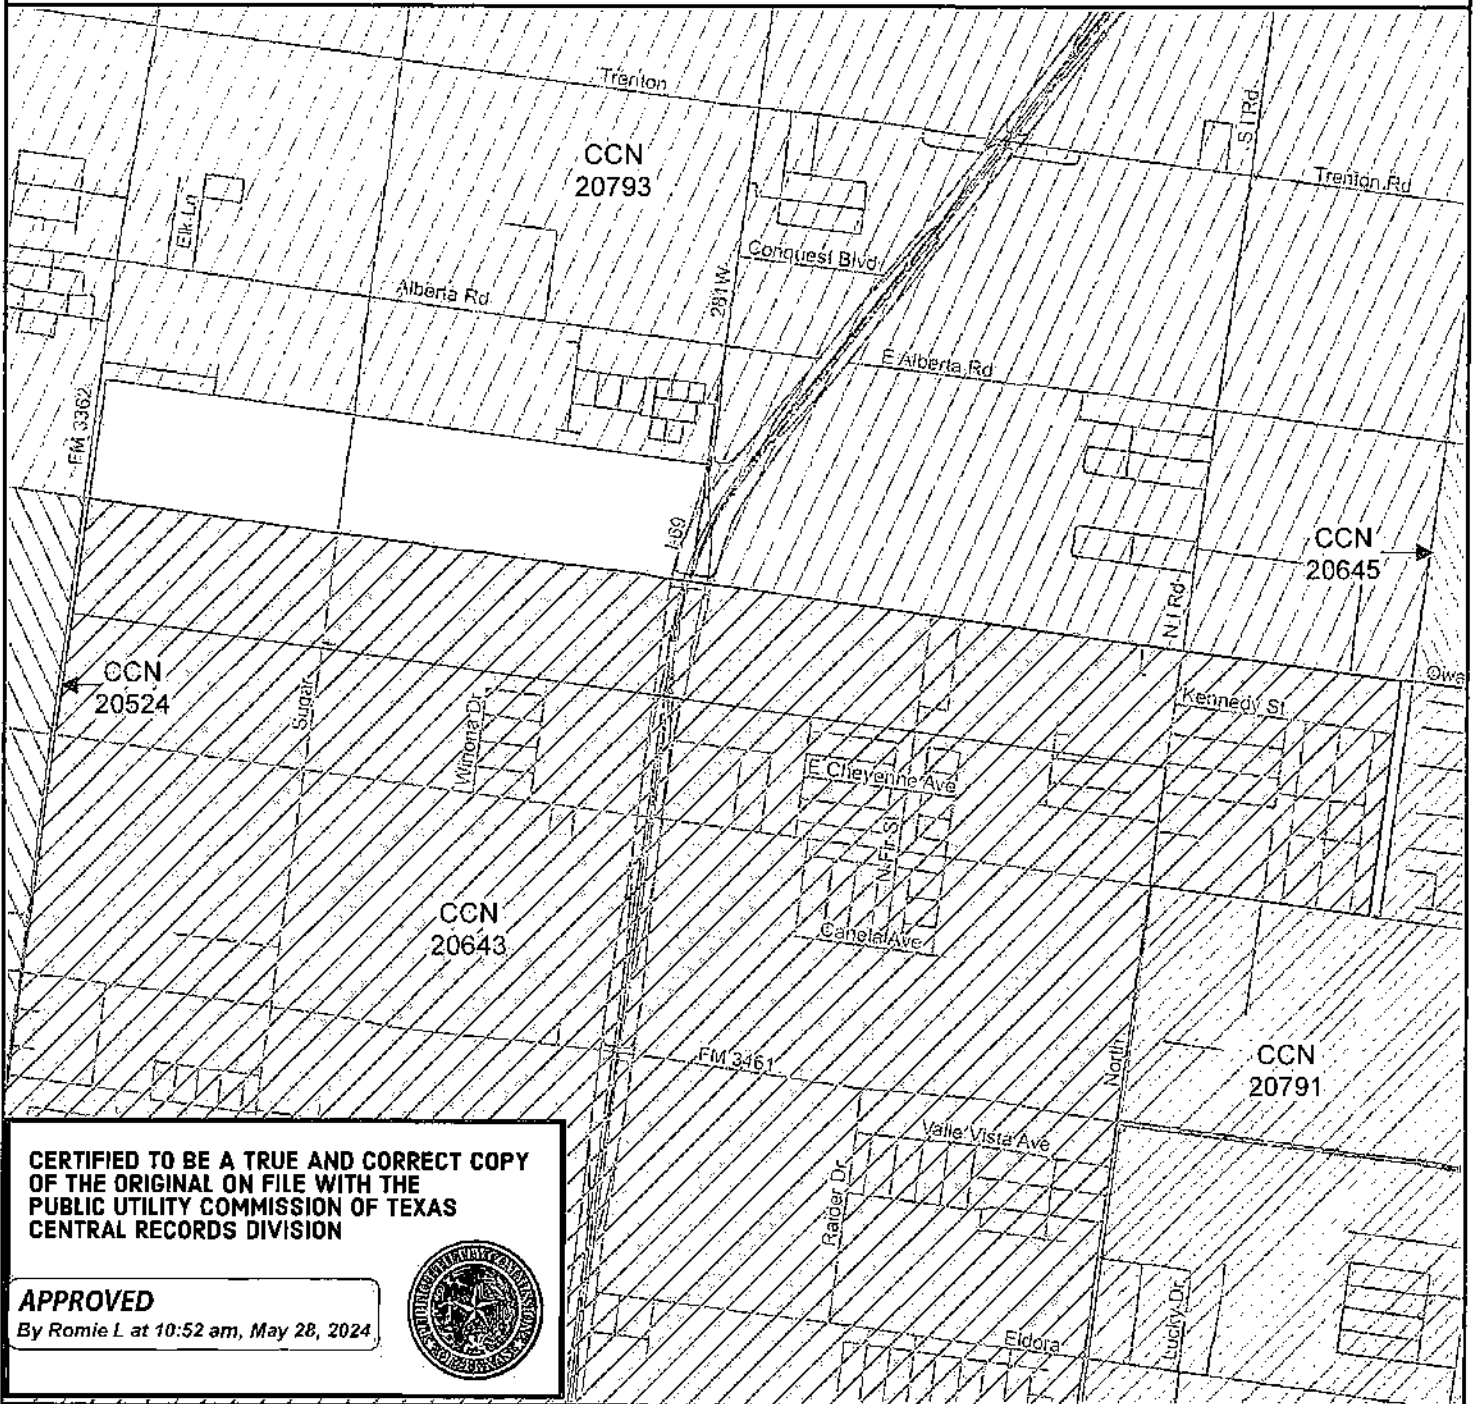 Trenton
S I Rd
CCN
20793
Trenton Rd
Elk Ln
Conquest Blvd
281W
Alberta Rd
E Alberta Rd
FM 3362
I 69
CCN
20645
N I Rd
CCN
20524
Owa
Kennedy St
Sugar
Winona Dr
E Cheyenne Ave
N Fir St
CCN
20643
Canela Ave
FM 3461
North
CCN
20791
Valle Vista Ave
Raider Dr
CERTIFIED TO BE A TRUE AND CORRECT COPY
OF THE ORIGINAL ON FILE WITH THE
PUBLIC UTILITY COMMISSION OF TEXAS
CENTRAL RECORDS DIVISION
APPROVED
By Romie L at 10:52 am, May 28, 2024
Lucky Dr
Eldora